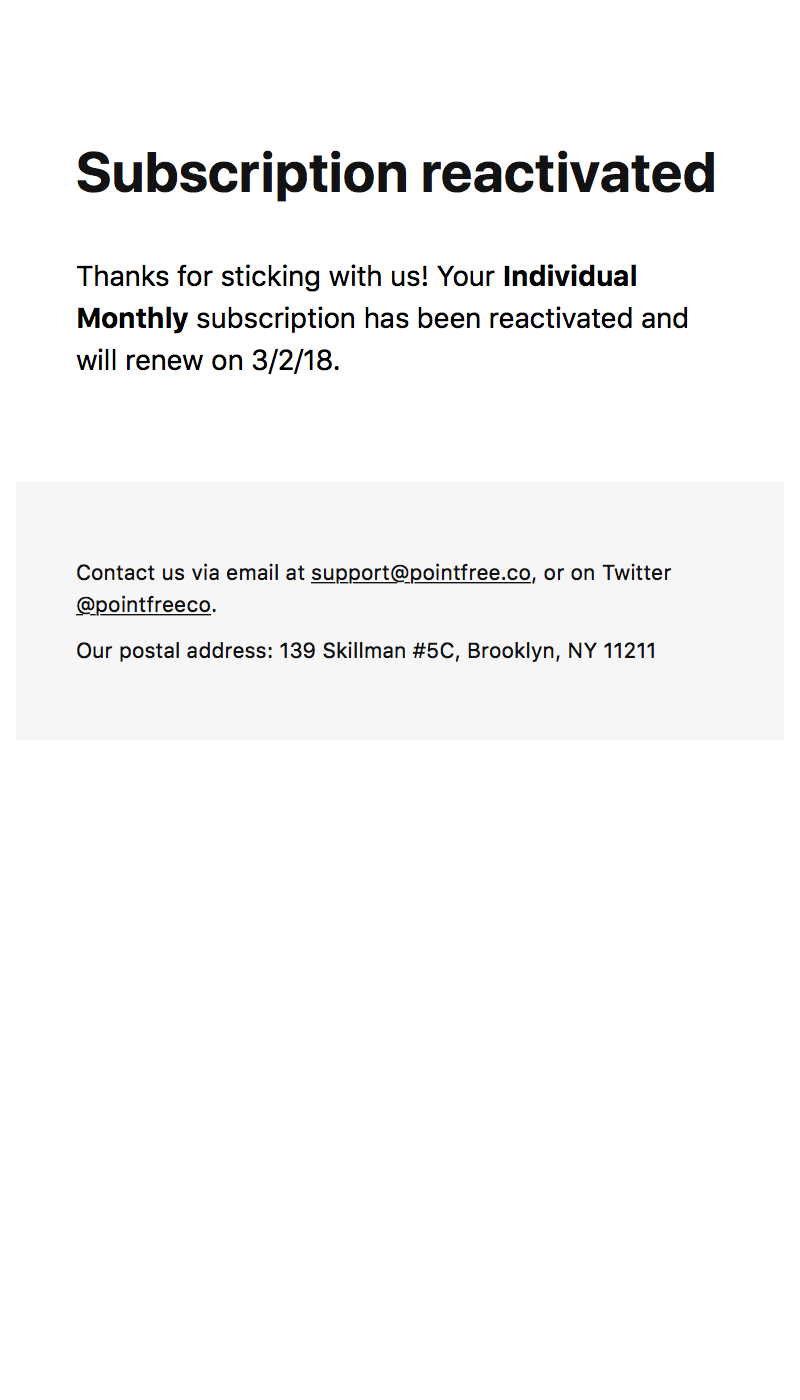 Subscription reactivated
Thanks for sticking with us! Your Individual
Monthly subscription has been reactivated and
will renew on 3/2/18.
Contact us via email at support@pointfree.co, or on Twitter
@pointfreeco.
Our postal address: 139 Skillman #5C, Brooklyn, NY 11211